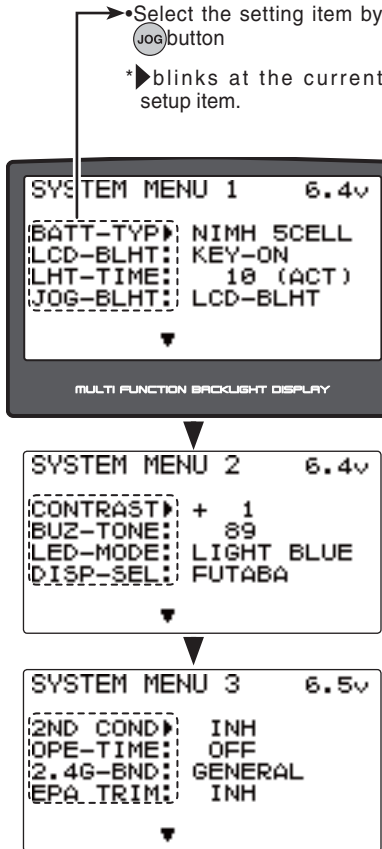 •Select the setting item by
JOG button
*▶blinks at the current
setup item.
SYSTEM MENU 1 6.4v
BATT-TYP▶ NIMH 5CELL
LCD-BLHT: KEY-ON
LHT-TIME: 10 (ACT)
JOG-BLHT: LCD-BLHT
▼
MULTI FUNCTION BACKLIGHT DISPLAY
SYSTEM MENU 2 6.4v
CONTRAST▶ + 1
BUZ-TONE: 89
LED-MODE: LIGHT BLUE
DISP-SEL: FUTABA
▼
SYSTEM MENU 3 6.5v
2ND COND▶ INH
OPE-TIME: OFF
2.4G-BND: GENERAL
EPA TRIM: INH
▼